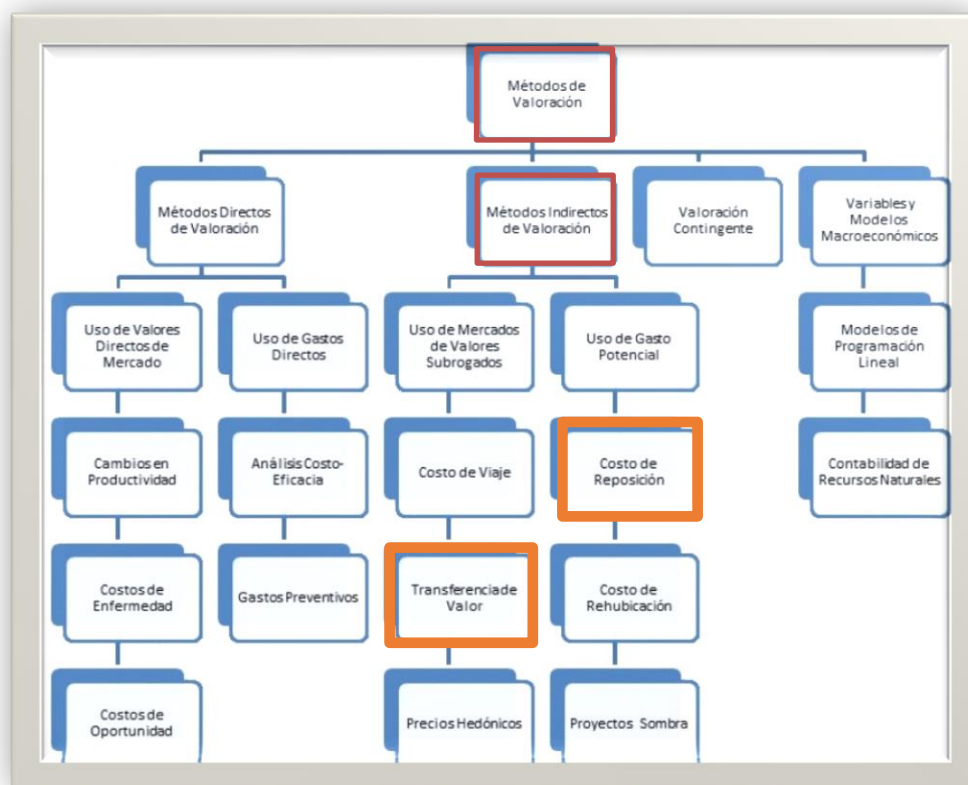 Métodos de
Valoración
Métodos Directos
de Valoración
Métodos Indirectos
de Valoración
Valoración
Contingente
Variables y
Modelos
Macroeconómicos
Uso de Valores
Directos de
Mercado
Uso de Gastos
Directos
Uso de Mercados
de Valores
Subrogados
Uso de Gasto
Potencial
Modelos de
Programación
Lineal
Cambios en
Productividad
Análisis Costo-
Eficacia
Costo de Viaje
Costo de
Reposición
Contabilidad de
Recursos Naturales
Costos de
Enfermedad
Gastos Preventivos
Transferencia de
Valor
Costo de
Rehubicación
Costos de
Oportunidad
Precios Hedónicos
Proyectos Sombra